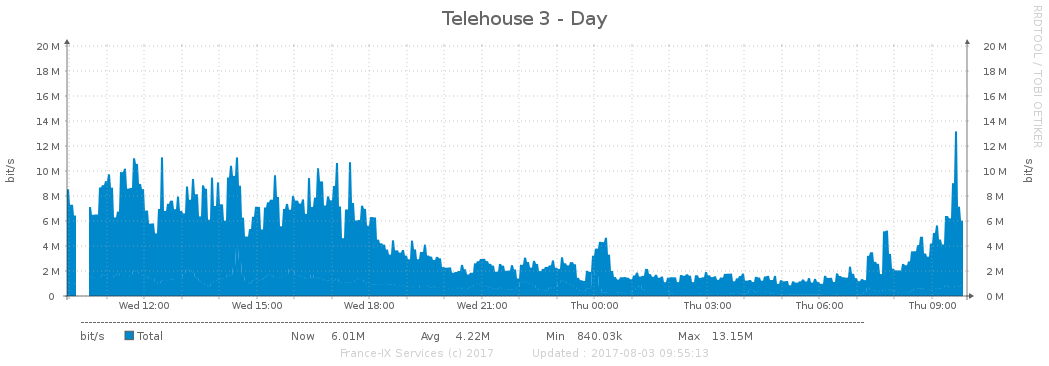 Telehouse 3 - Day
RRDTOOL / TOBI OETIKER
bit/s
bit/s
20 M 20 M
18 M 18 M
16 M 16 M
14 M 14 M
12 M 12 M
10 M 10 M
8 M 8 M
6 M 6 M
4 M 4 M
2 M 2 M
0 0 M
Wed 12:00 Wed 15:00 Wed 18:00 Wed 21:00 Thu 00:00 Thu 03:00 Thu 06:00 Thu 09:00
bit/s Total Now 6.01M Avg 4.22M Min 840.03k Max 13.15M
France-IX Services (c) 2017 Updated : 2017-08-03 09:55:13